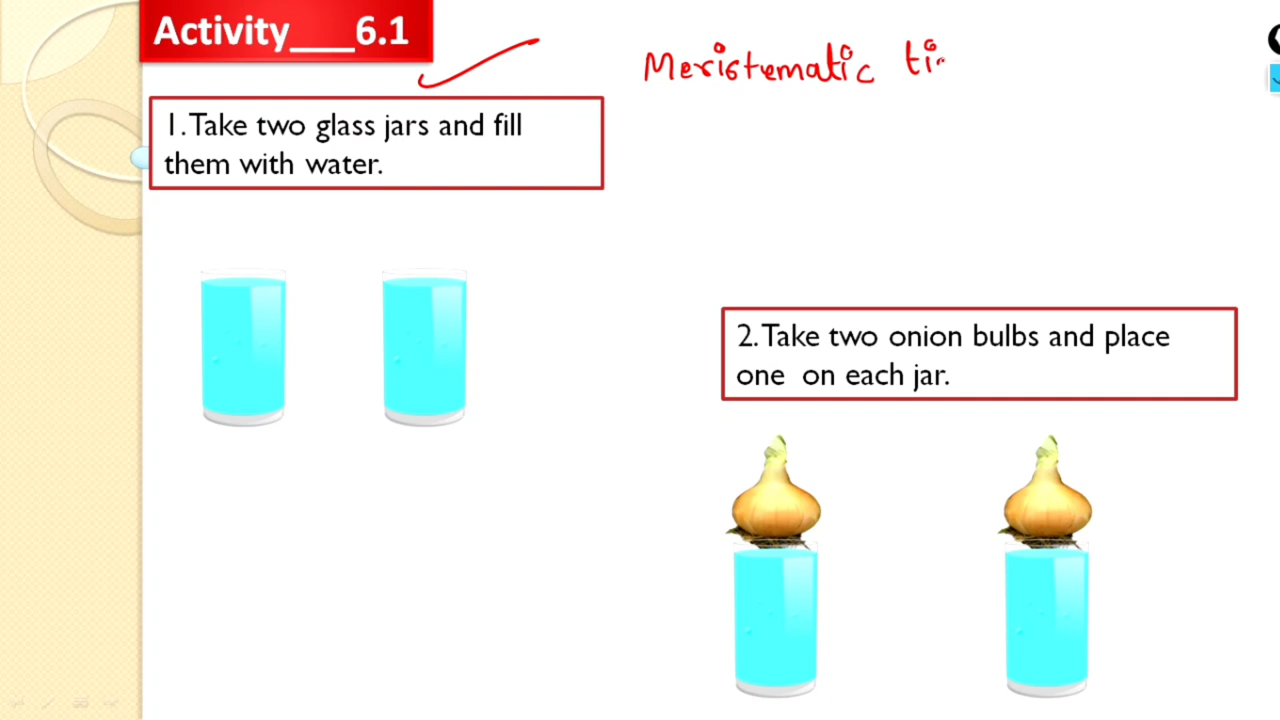 Activity___6.1
Meristematic ti
1. Take two glass jars and fill
them with water.
2. Take two onion bulbs and place
one on each jar.